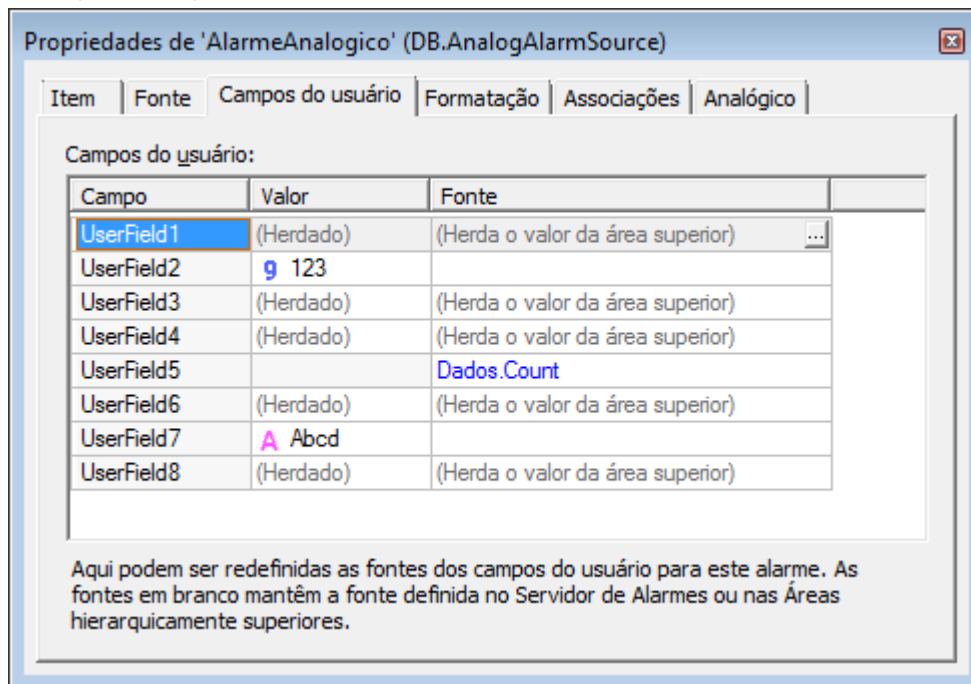 Propriedades de 'AlarmeAnalogico' (DB.AnalogAlarmSource)
Item Fonte Campos do usuário Formatação Associações Analógico
Campos do usuário:
Campo Valor Fonte
UserField1 (Herdado) (Herda o valor da área superior) ...
UserField2 9 123
UserField3 (Herdado) (Herda o valor da área superior)
UserField4 (Herdado) (Herda o valor da área superior)
UserField5 Dados.Count
UserField6 (Herdado) (Herda o valor da área superior)
UserField7 A Abcd
UserField8 (Herdado) (Herda o valor da área superior)
Aqui podem ser redefinidas as fontes dos campos do usuário para este alarme. As
fontes em branco mantêm a fonte definida no Servidor de Alarmes ou nas Áreas
hierarquicamente superiores.